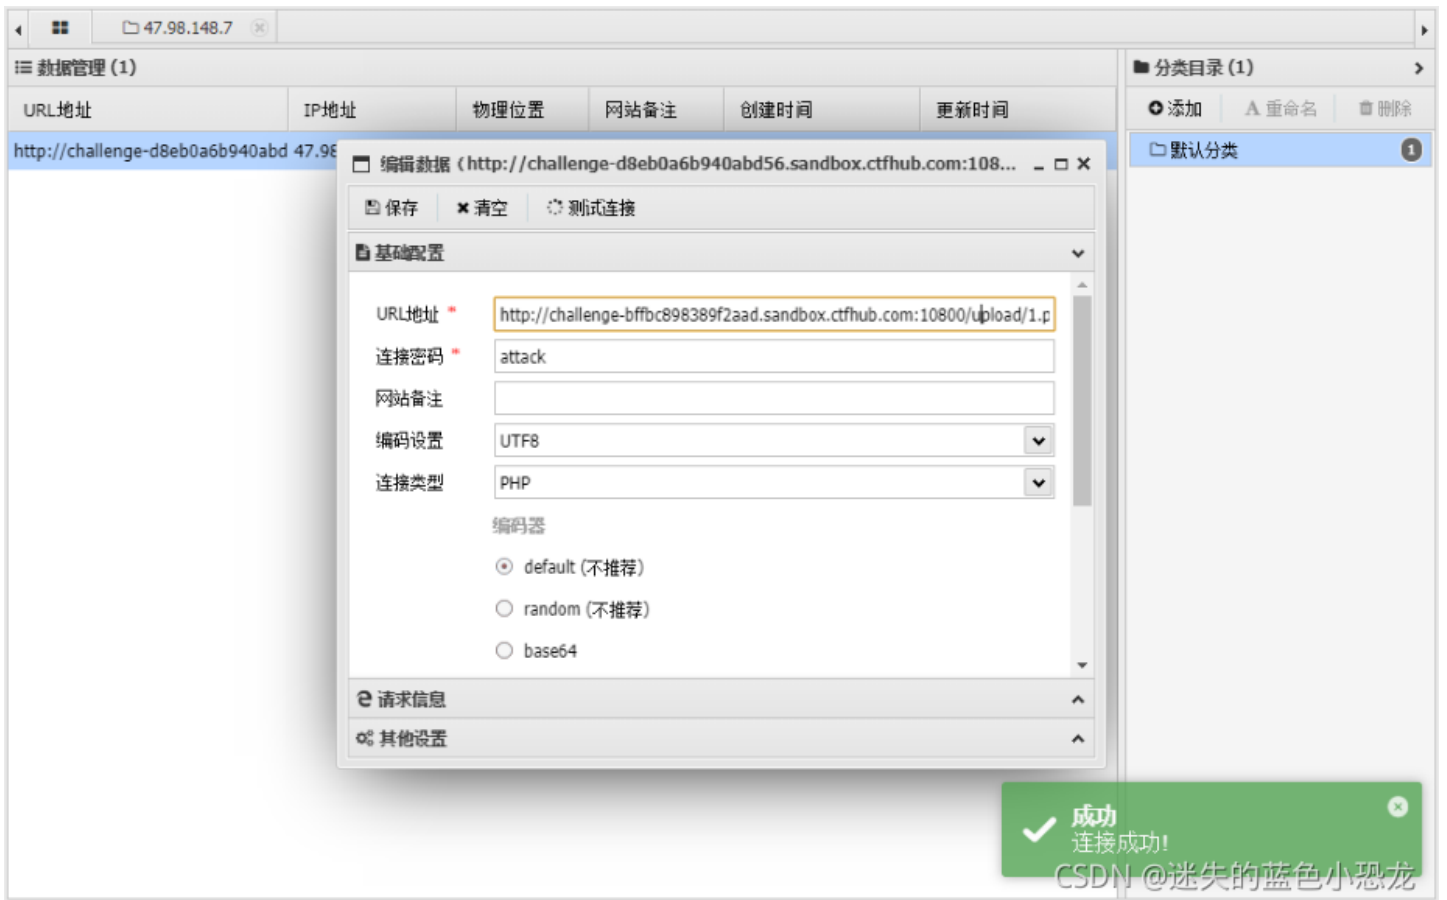 47.98.148.7
数据管理 (1)
分类目录 (1)
URL地址 IP地址 物理位置 网站备注 创建时间 更新时间
添加 重命名 删除
http://challenge-d8eb0a6b940abd 47.98
默认分类 1
编辑数据 (http://challenge-d8eb0a6b940abd56.sandbox.ctfhub.com:108...
保存 清空 测试连接
基础配置
URL地址 * http://challenge-bffbc898389f2aad.sandbox.ctfhub.com:10800/upload/1.p
连接密码 * attack
网站备注
编码设置 UTF8
连接类型 PHP
编码器
default (不推荐)
random (不推荐)
base64
请求信息
其他设置
成功
连接成功!
CSDN @迷失的蓝色小恐龙